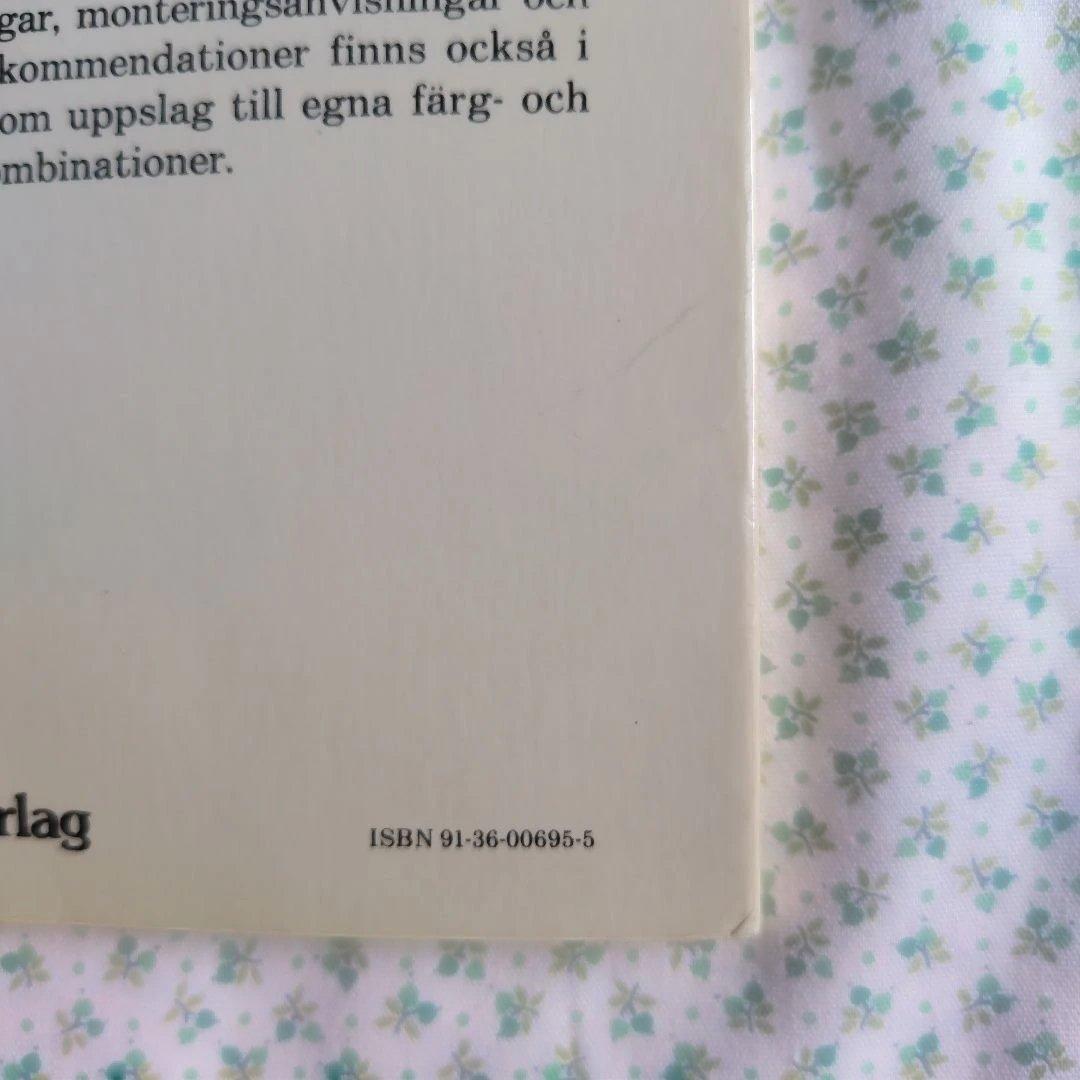 gar, monteringsanvisningar och
kommendationer finns också i
om uppslag till egna färg- och
mbinationer.
rlag
ISBN 91-36-00695-5